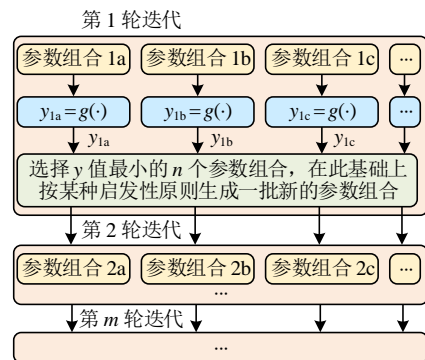 第 1 轮迭代
参数组合 1a 参数组合 1b 参数组合 1c ...
y1a=g(·) y1b=g(·) y1c=g(·) ...
y1a y1b y1c
选择 y 值最小的 n 个参数组合，在此基础上
按某种启发性原则生成一批新的参数组合
第 2 轮迭代
参数组合 2a 参数组合 2b 参数组合 2c ...
...
第 m 轮迭代
...